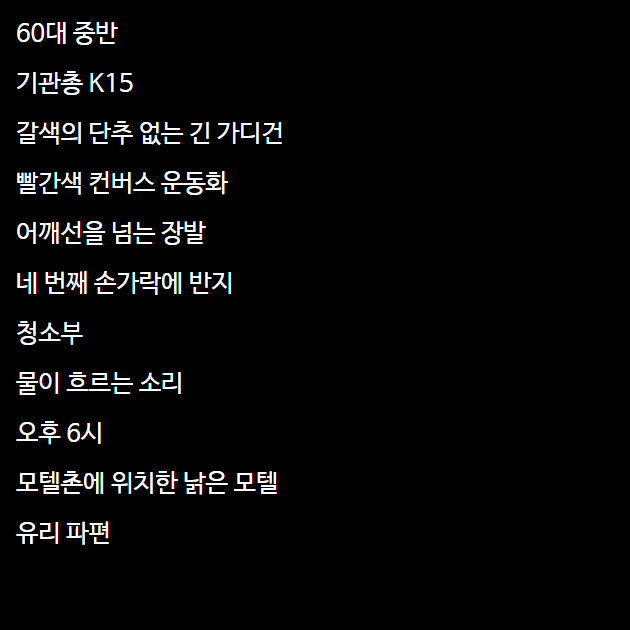 60대 중반
기관총 K15
갈색의 단추 없는 긴 가디건
빨간색 컨버스 운동화
어깨선을 넘는 장발
네 번째 손가락에 반지
청소부
물이 흐르는 소리
오후 6시
모텔촌에 위치한 낡은 모텔
유리 파편